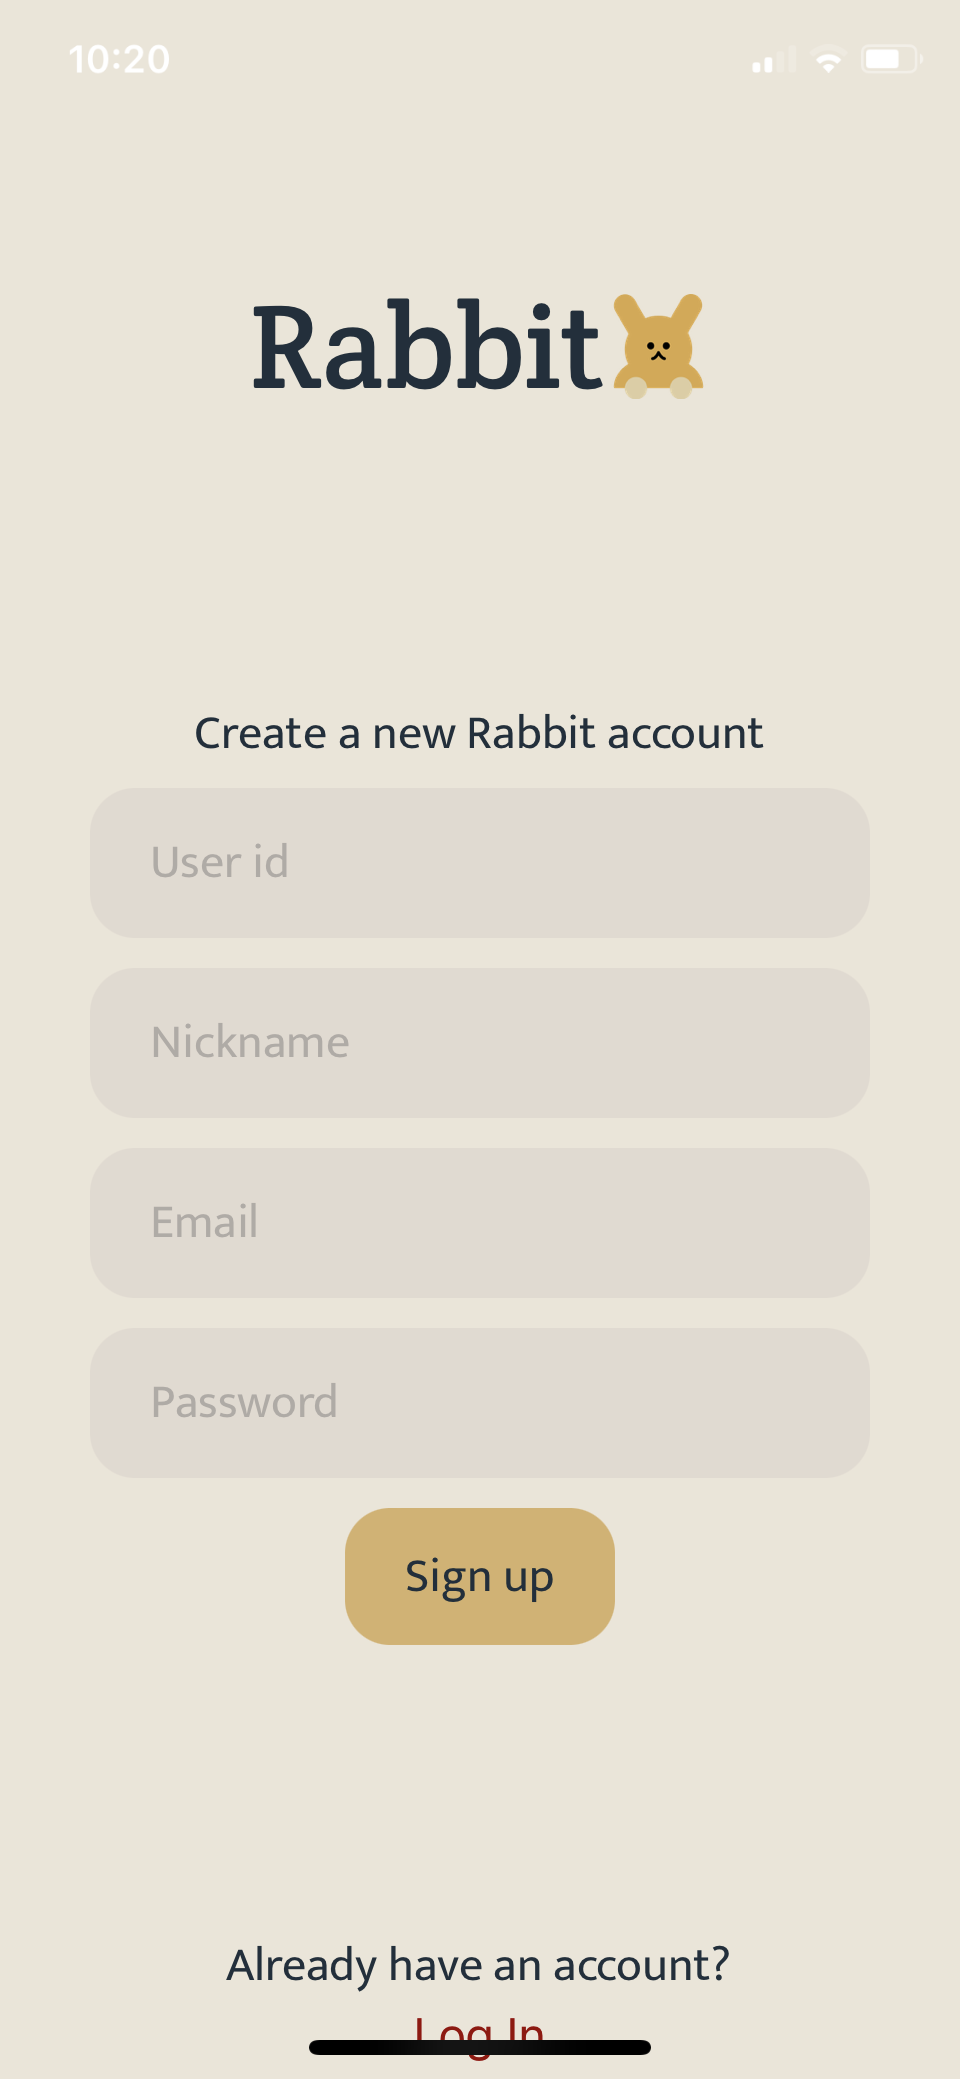 10:20
Rabbit
Create a new Rabbit account
User id
Nickname
Email
Password
Sign up
Already have an account?
Log In